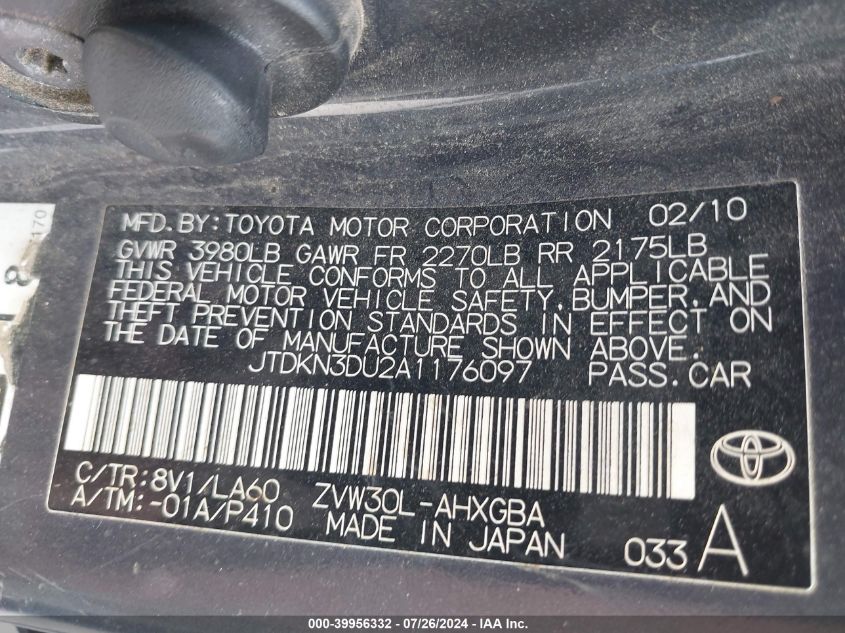 MFD.BY:TOYOTA MOTOR CORPORATION 02/10
GVWR 3980LB GAWR FR 2270LB RR 2175LB
THIS VEHICLE CONFORMS TO ALL APPLICABLE
FEDERAL MOTOR VEHICLE SAFETY, BUMPER, AND
THEFT PREVENTION STANDARDS IN EFFECT ON
THE DATE OF MANUFACTURE SHOWN ABOVE.
JTDKN3DU2A1176097 PASS.CAR
C/TR:8V1/LA60 ZVW30L-AHXGBA
A/TM:-01A/P410 MADE IN JAPAN
033 A
170
8
000-39956332 - 07/26/2024 - IAA Inc.